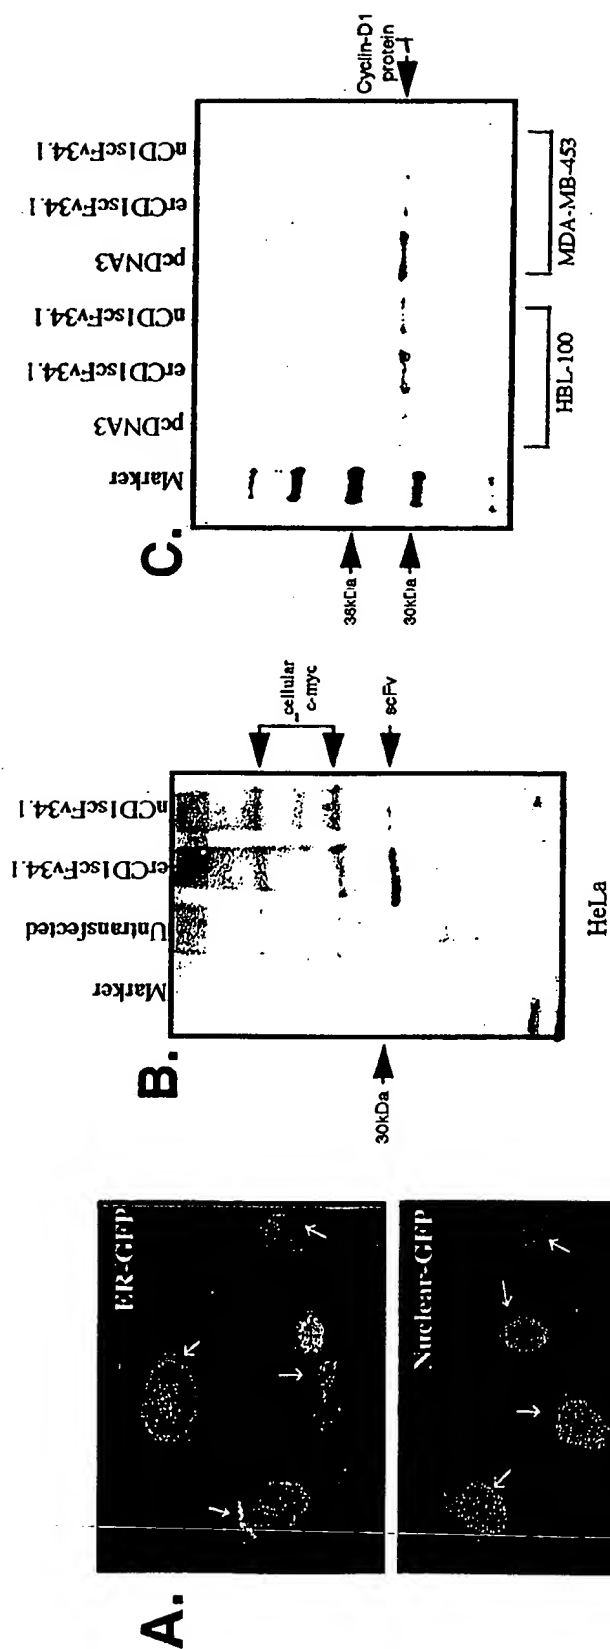 A.
ER-GFP
Nuclear-GFP
B.
Marker
Untransfected
erCD1scFv34.1
nCD1scFv34.1
30kDa
cellular
c-myc
scFv
HeLa
C.
Marker
pcDNA3
erCD1scFv34.1
nCD1scFv34.1
pcDNA3
erCD1scFv34.1
nCD1scFv34.1
36kDa
30kDa
Cyclin-D1
protein
HBL-100
MDA-MB-453